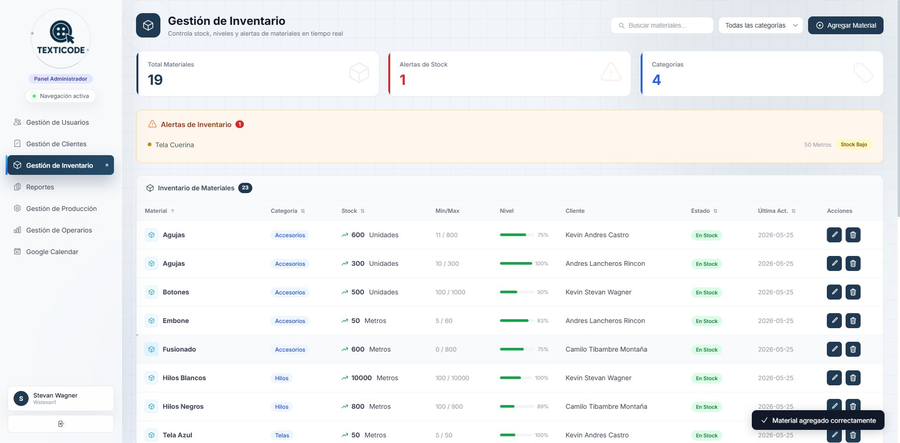 TEXTICODE
Panel Administrador
Navegación activa
Gestión de Usuarios
Gestión de Clientes
Gestión de Inventario
Reportes
Gestión de Producción
Gestión de Operarios
Google Calendar
S
Stevan Wagner
Gestión de Inventario
Controla stock, niveles y alertas de materiales en tiempo real
Buscar materiales...
Todas las categorías
Agregar Material
Total Materiales
19
Alertas de Stock
1
Categorías
4
Alertas de Inventario 1
Tela Cuerina 50 Metros Stock Bajo
Inventario de Materiales 23
Material Categoría Stock Min/Max Nivel Cliente Estado Última Act. Acciones
Agujas Accesorios 600 Unidades 11 / 800 75% Kevin Andres Castro En Stock 2026-05-25
Agujas Accesorios 300 Unidades 10 / 300 100% Andres Lancheros Rincon En Stock 2026-05-25
Botones Accesorios 500 Unidades 100 / 1000 50% Kevin Stevan Wagner En Stock 2026-05-25
Embone Accesorios 50 Metros 5 / 60 83% Andres Lancheros Rincon En Stock 2026-05-25
Fusionado Accesorios 600 Metros 0 / 800 75% Camilo Tibambre Montaña En Stock 2026-05-25
Hilos Blancos Hilos 10000 Metros 100 / 10000 100% Kevin Stevan Wagner En Stock 2026-05-25
Hilos Negros Hilos 800 Metros 100 / 900 89% Camilo Tibambre Montaña En Stock 2026-05-25
Tela Azul Telas 50 Metros 5 / 50 100% Andres Lancheros Rincon En Stock 2026-05-25
Material agregado correctamente